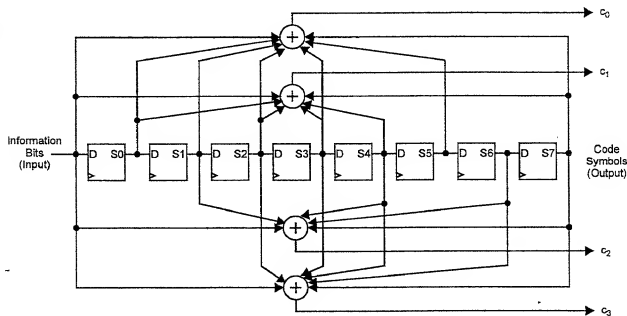 c0
c1
Information
Bits
(Input)
D S0
D S1
D S2
D S3
D S4
D S5
D S6
D S7
Code
Symbols
(Output)
c2
c3